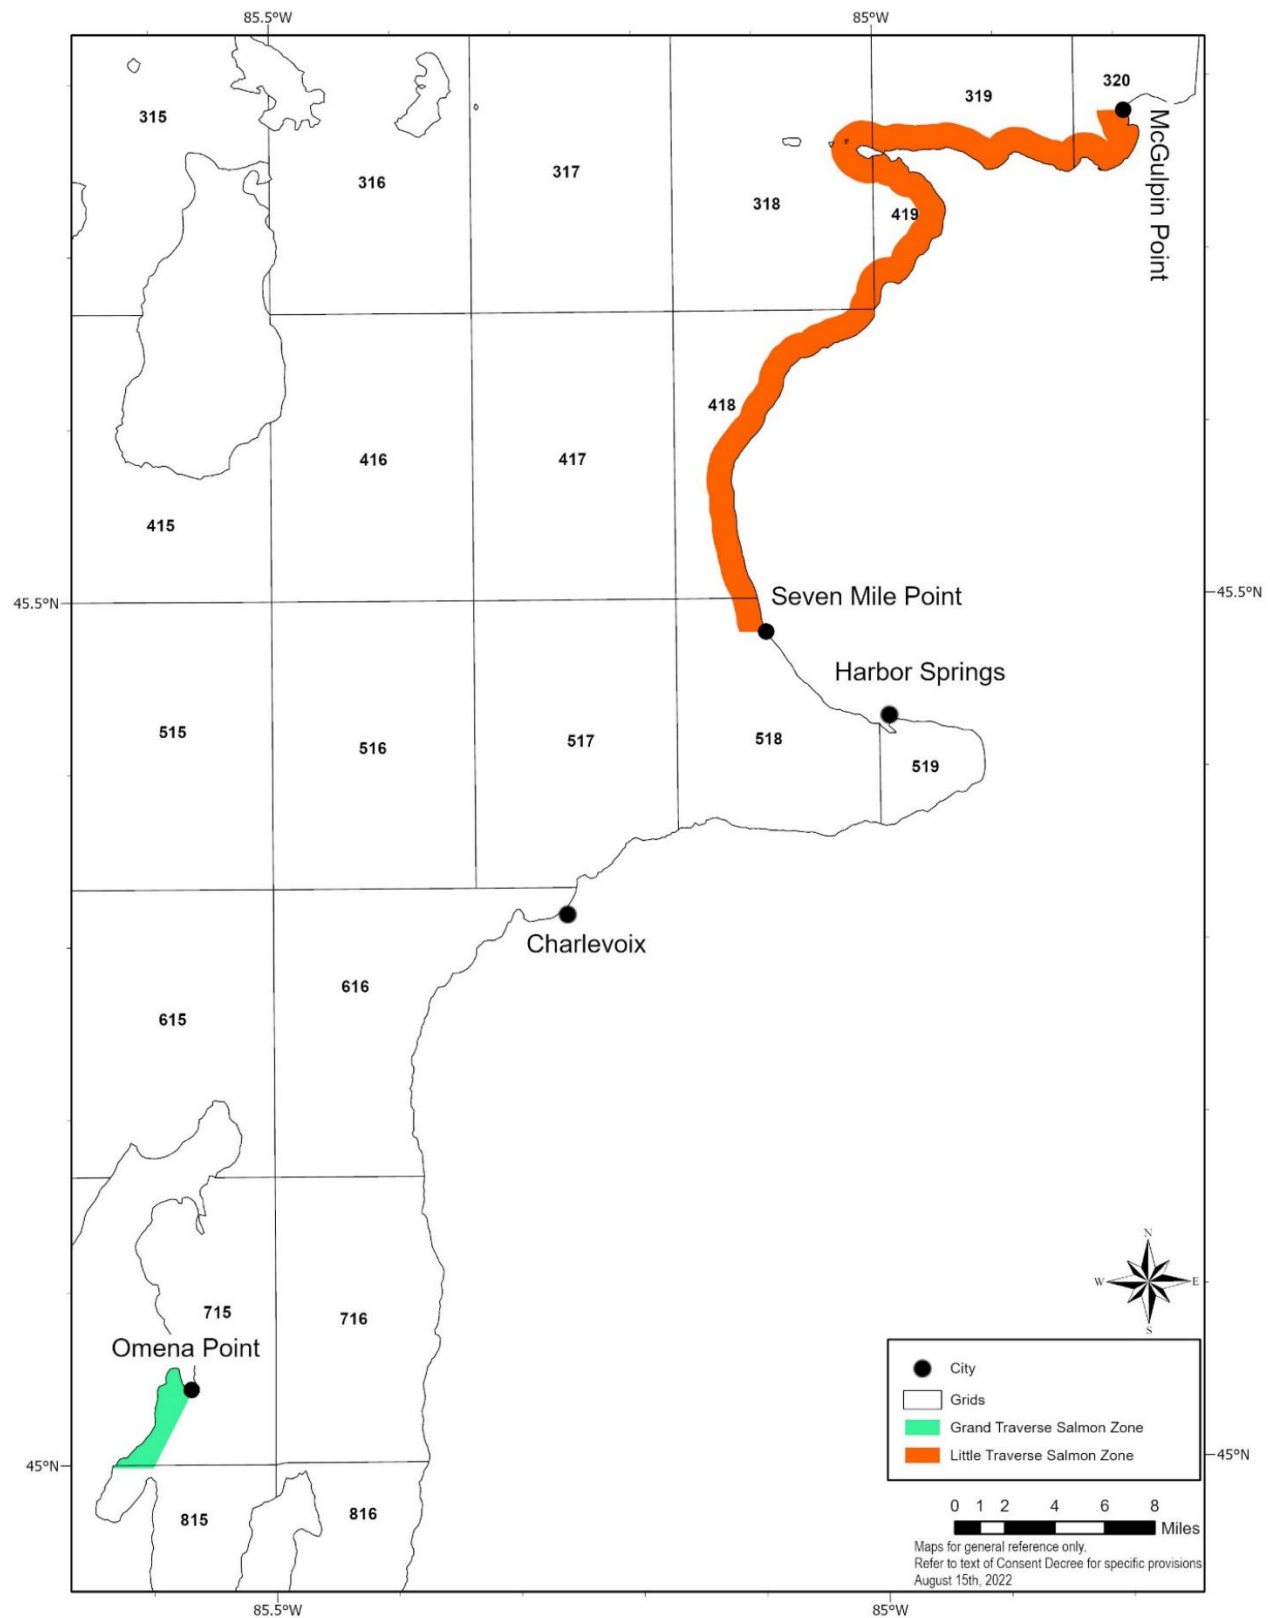 85.5°W
85°W
320
319
315
McGulpin Point
317
316
318
419
418
416
417
415
Seven Mile Point
45.5°N
45.5°N
Harbor Springs
515
517
518
516
519
Charlevoix
616
615
N
W
E
S
715
716
Omena Point
City
Grids
Grand Traverse Salmon Zone
Little Traverse Salmon Zone
45°N
45°N
0 1 2 4 6 8
Miles
816
815
Maps for general reference only.
Refer to text of Consent Decree for specific provisions
August 15th, 2022
85.5°W
85°W